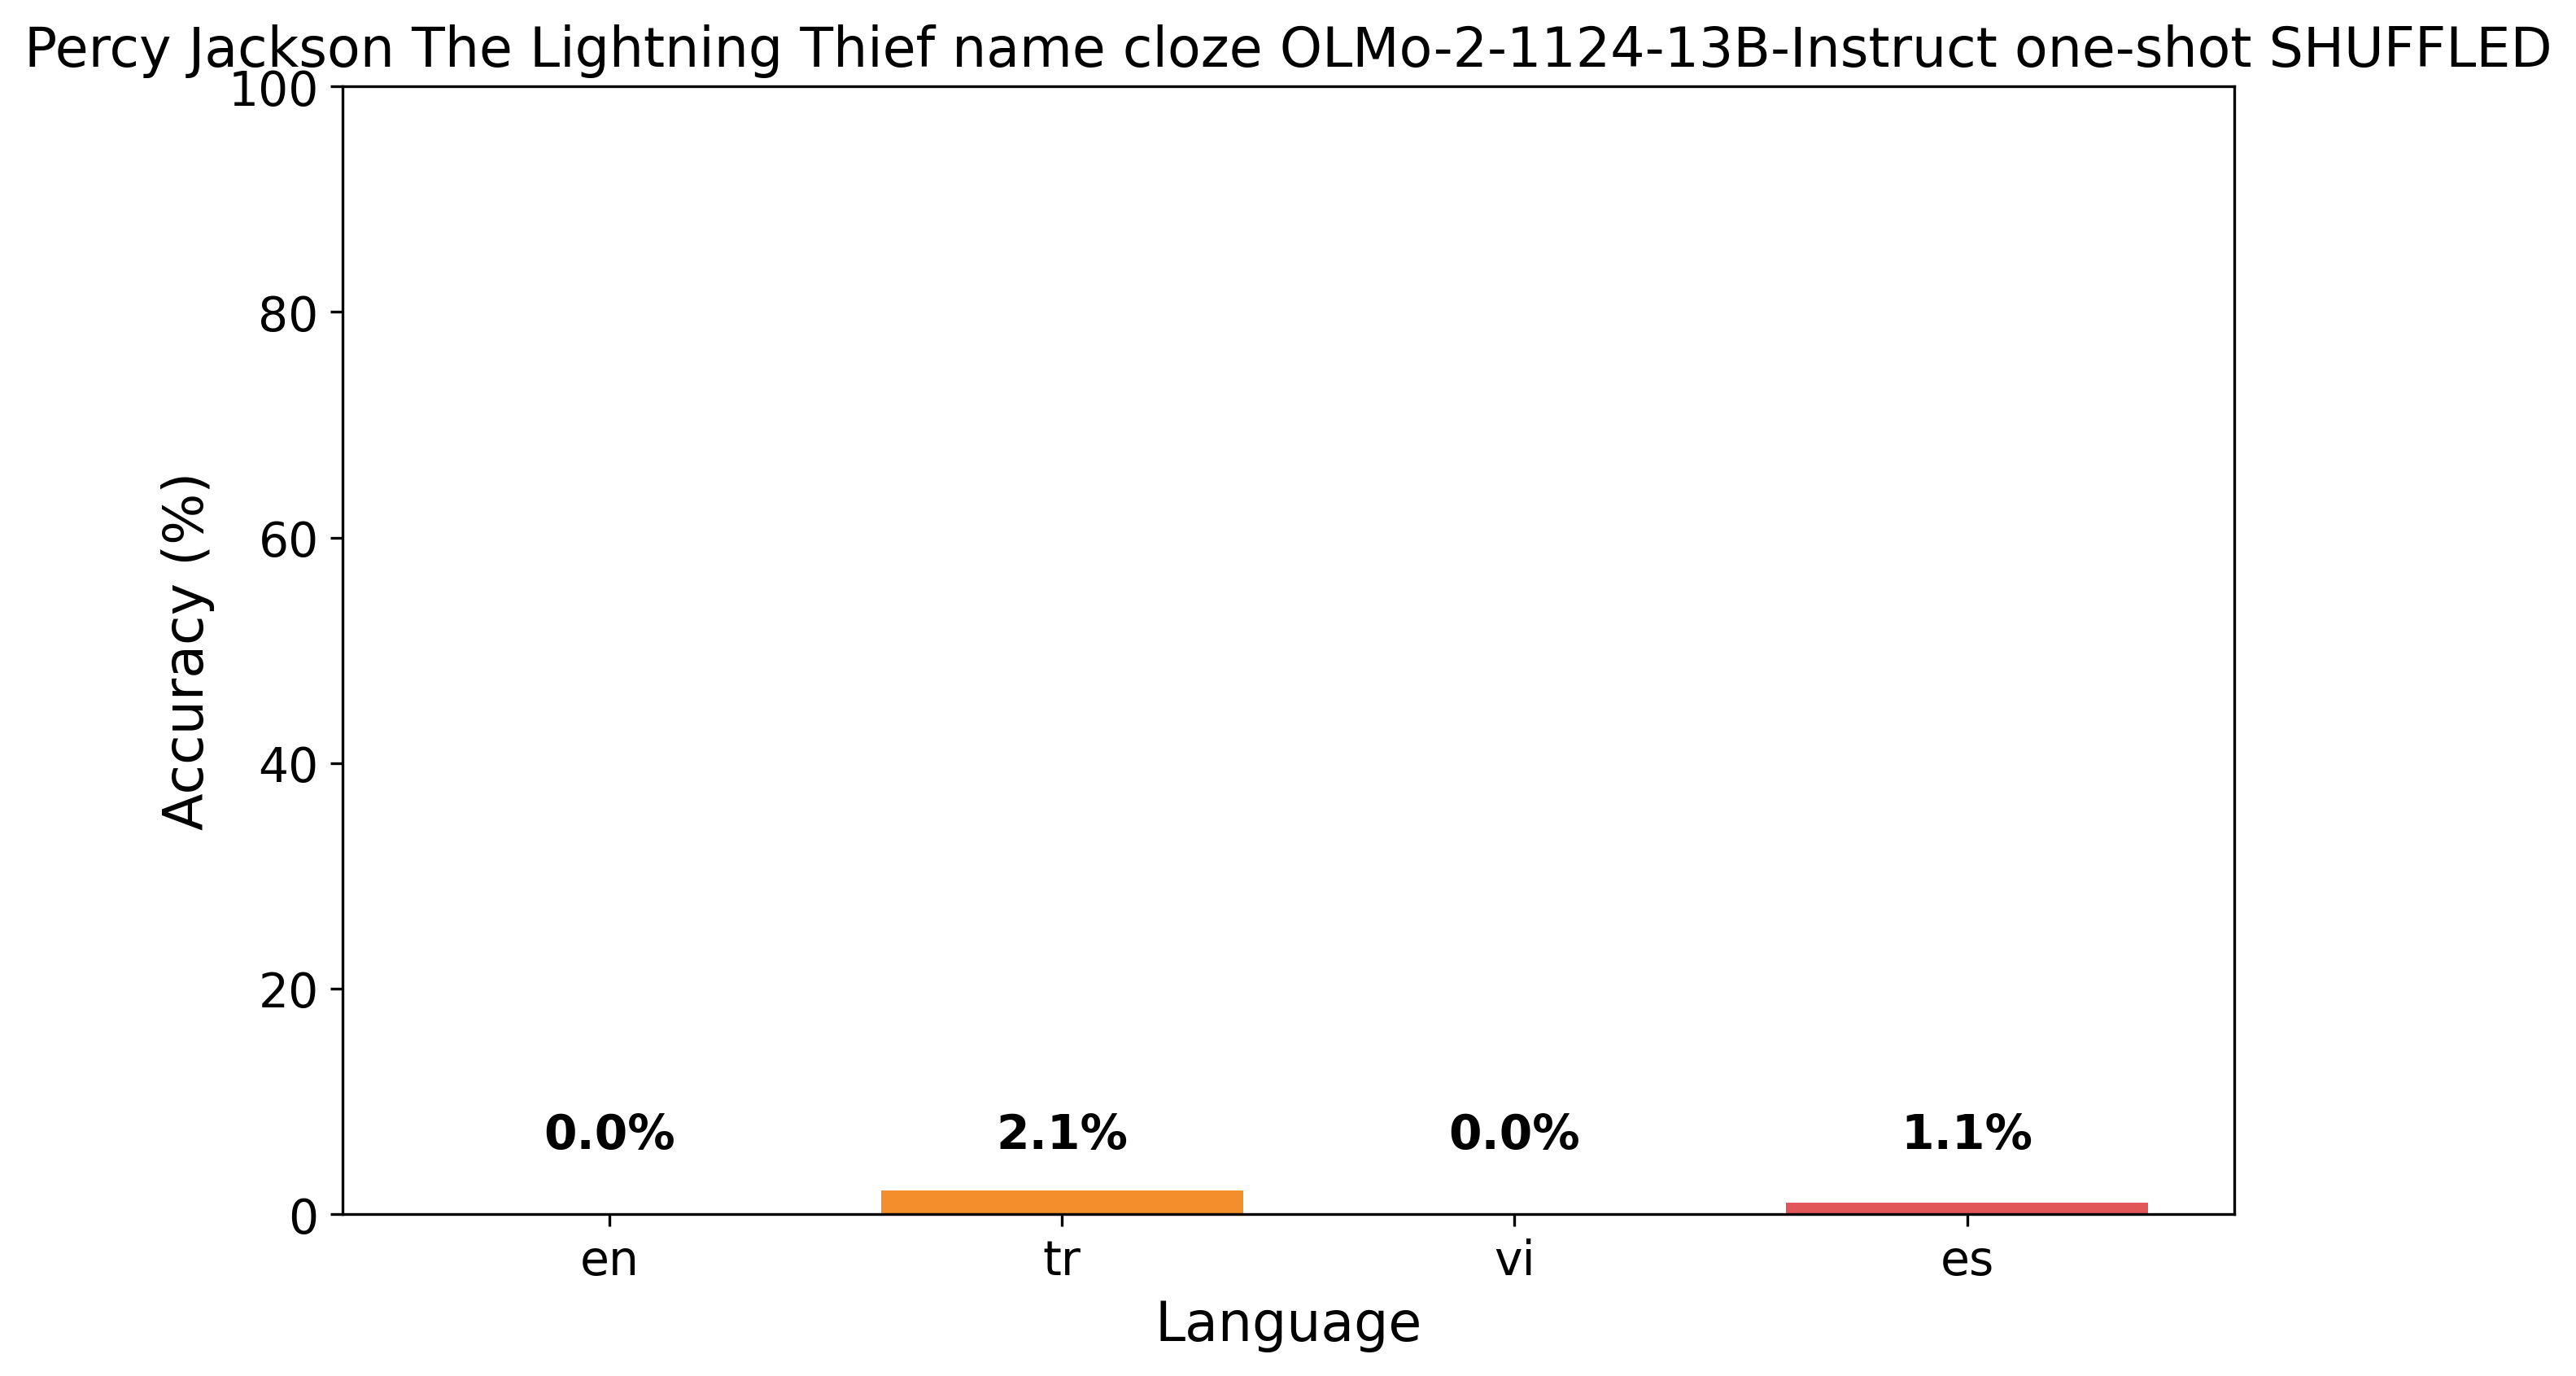 Percy Jackson The Lightning Thief name cloze OLMo-2-1124-13B-Instruct one-shot SHUFFLED
100
80
60
40
20
0
Accuracy (%)
0.0%
2.1%
0.0%
1.1%
en
tr
vi
es
Language